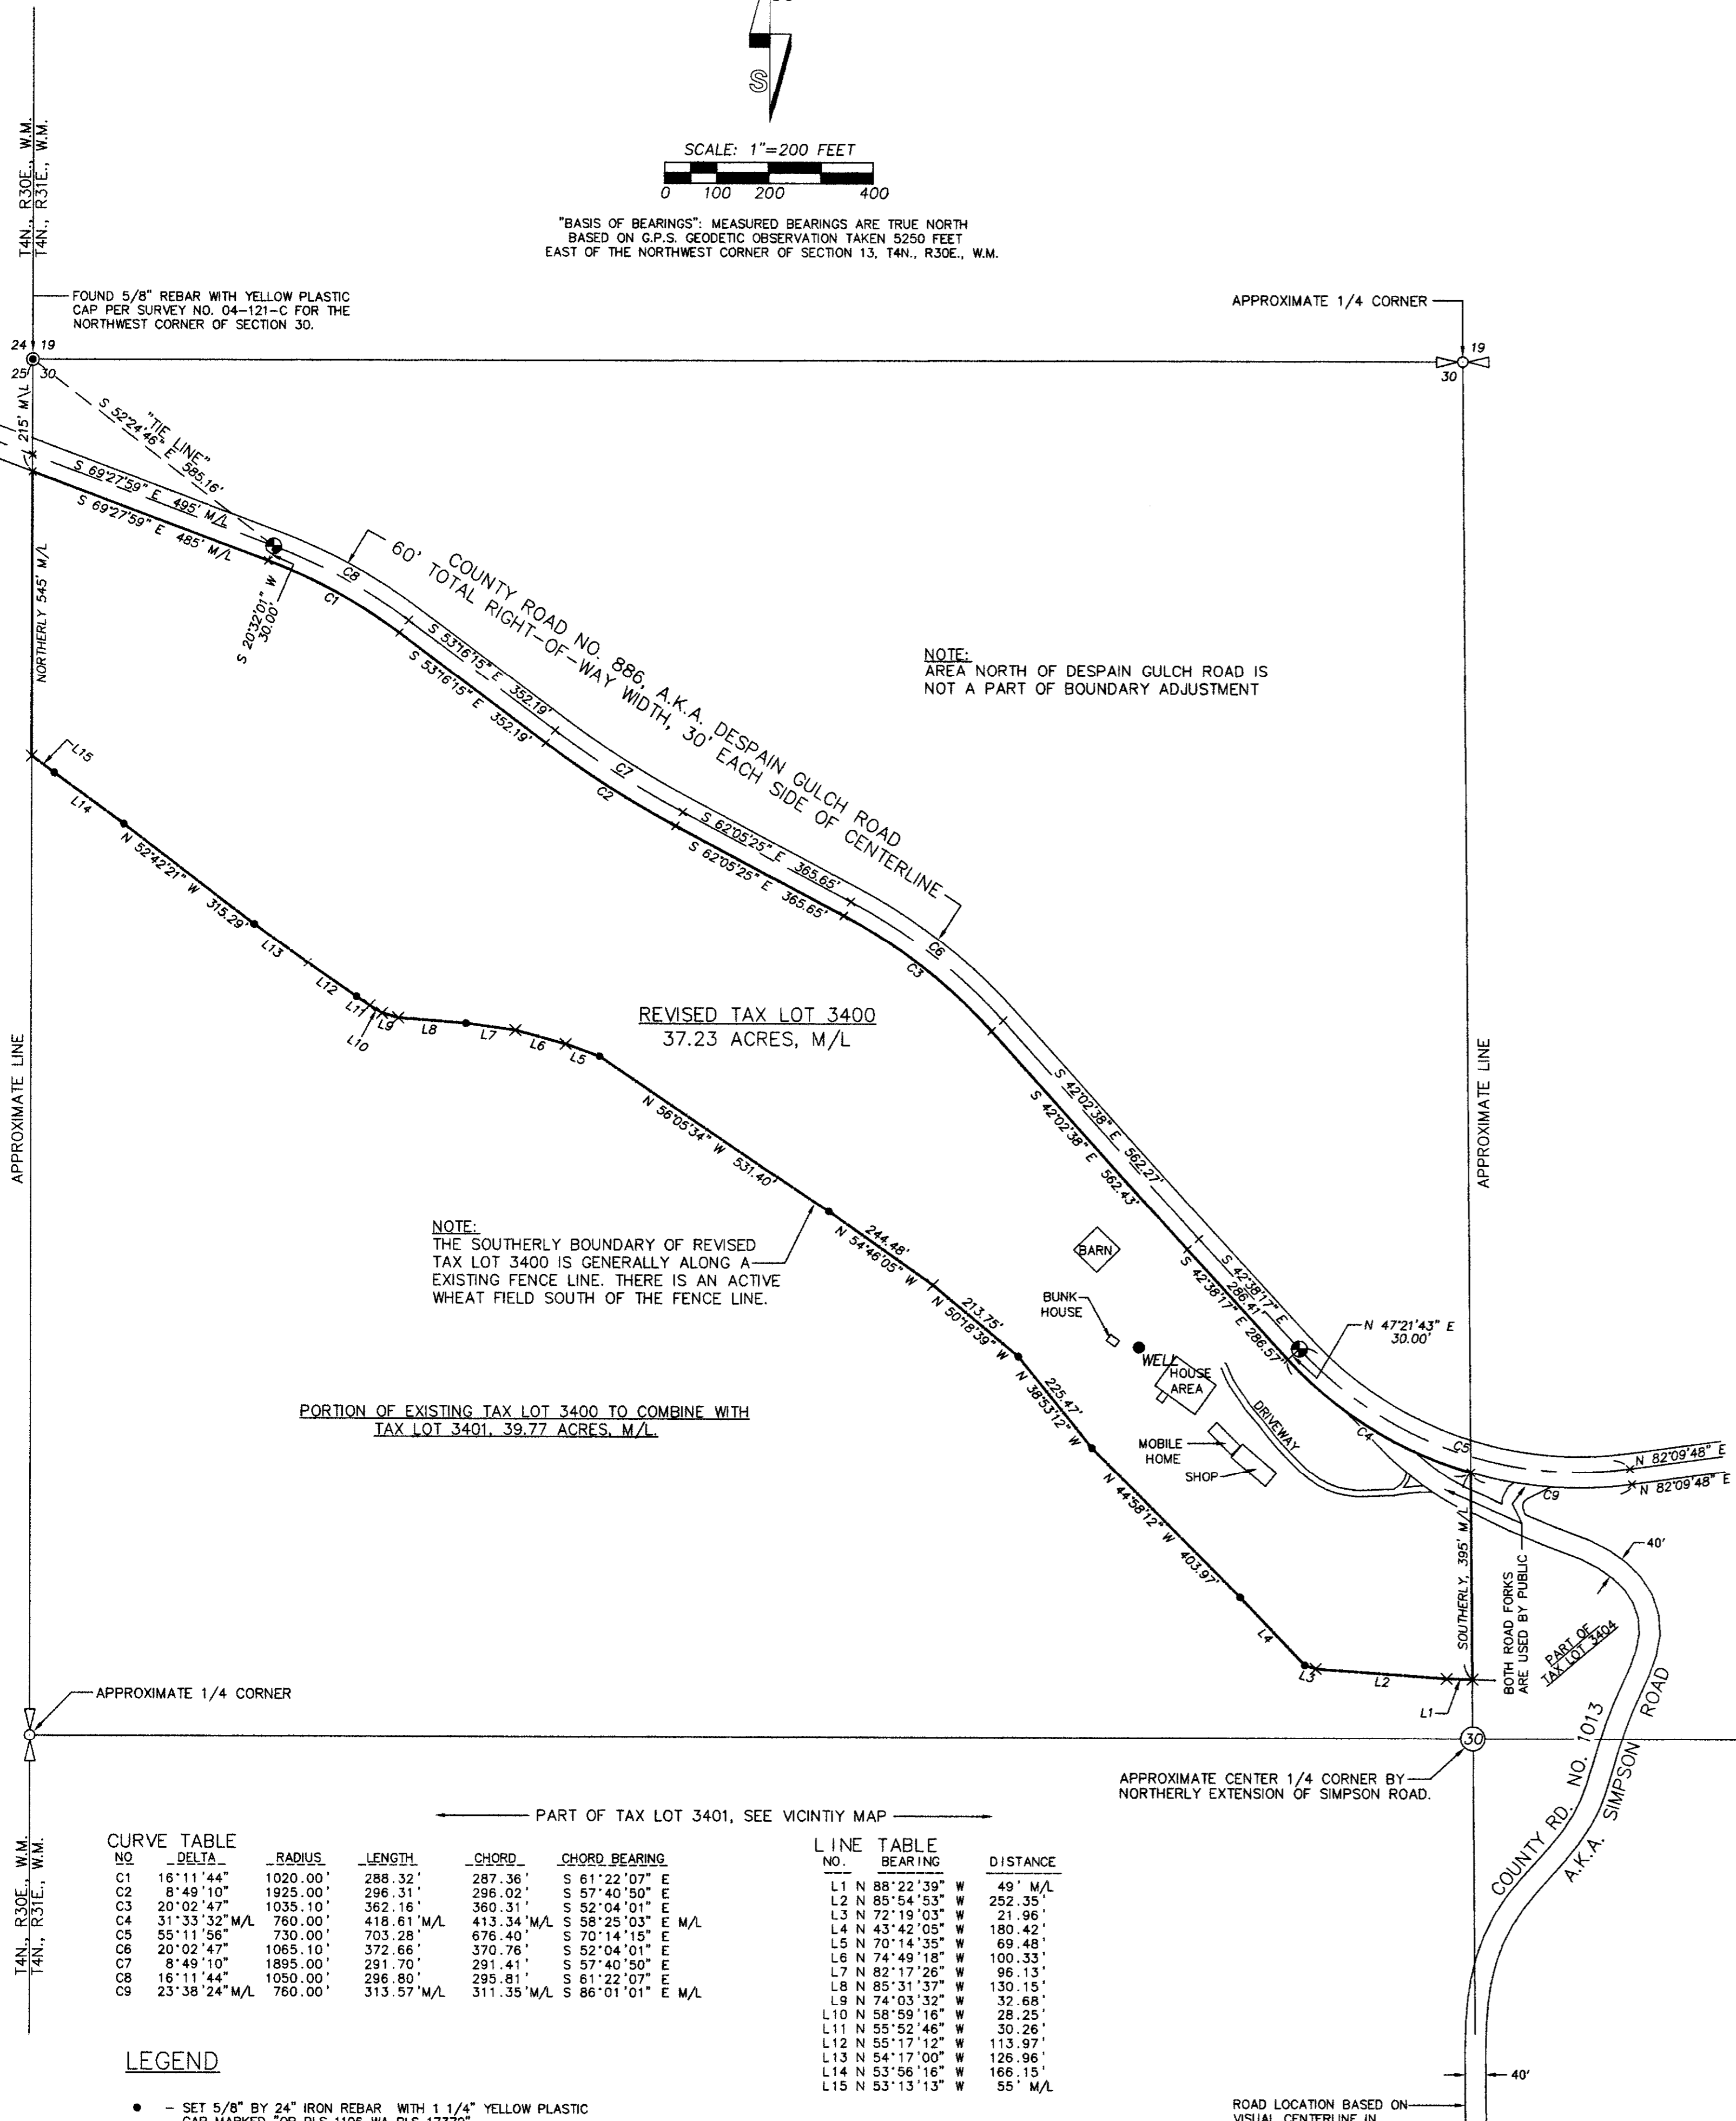 S
SCALE: 1"=200 FEET
0 100 200 400
"BASIS OF BEARINGS": MEASURED BEARINGS ARE TRUE NORTH
BASED ON G.P.S. GEODETIC OBSERVATION TAKEN 5250 FEET
EAST OF THE NORTHWEST CORNER OF SECTION 13, T4N., R30E., W.M.
T4N., R30E., W.M.
T4N., R31E., W.M.
FOUND 5/8" REBAR WITH YELLOW PLASTIC
CAP PER SURVEY NO. 04-121-C FOR THE
NORTHWEST CORNER OF SECTION 30.
APPROXIMATE 1/4 CORNER
24 19
25 30
19
30
215' M\L
"TIE LINE"
S 52°24'46" E 585.16'
S 69°27'59" E 495' M/L
S 69°27'59" E 485' M/L
NORTHERLY 545' M/L
S 20°32'01" W
30.00'
C8
C1
COUNTY ROAD NO. 886, A.K.A. DESPAIN GULCH ROAD
60' TOTAL RIGHT-OF-WAY WIDTH, 30' EACH SIDE OF CENTERLINE
S 53°16'15" E 352.19'
S 53°16'15" E 352.19'
NOTE:
AREA NORTH OF DESPAIN GULCH ROAD IS
NOT A PART OF BOUNDARY ADJUSTMENT
C7
C2
S 62°05'25" E 365.65'
S 62°05'25" E 365.65'
C6
C3
L15
L14
N 52°42'21" W 315.29'
L13
L12
L11
L10
L9
L8
L7
L6
L5
REVISED TAX LOT 3400
37.23 ACRES, M/L
APPROXIMATE LINE
APPROXIMATE LINE
S 42°02'38" E 562.27'
S 42°02'38" E 562.43'
N 56°05'34" W 531.40'
NOTE:
THE SOUTHERLY BOUNDARY OF REVISED
TAX LOT 3400 IS GENERALLY ALONG A
EXISTING FENCE LINE. THERE IS AN ACTIVE
WHEAT FIELD SOUTH OF THE FENCE LINE.
244.48'
N 54°46'05" W
213.75'
N 50°18'39" W
225.47'
N 38°53'12" W
BARN
BUNK
HOUSE
WELL
HOUSE
AREA
S 42°38'17" E
286.41'
S 42°38'17" E 286.57'
N 47°21'43" E
30.00'
DRIVEWAY
MOBILE
HOME
SHOP
C4
C5
C9
N 82°09'48" E
N 82°09'48" E
PORTION OF EXISTING TAX LOT 3400 TO COMBINE WITH
TAX LOT 3401, 39.77 ACRES, M/L.
N 44°58'12" W 403.97'
L4
L3
L2
L1
SOUTHERLY, 395' M/L
BOTH ROAD FORKS
ARE USED BY PUBLIC
40'
PART OF
TAX LOT 3404
APPROXIMATE 1/4 CORNER
30
APPROXIMATE CENTER 1/4 CORNER BY
NORTHERLY EXTENSION OF SIMPSON ROAD.
COUNTY RD. NO. 1013
A.K.A. SIMPSON ROAD
PART OF TAX LOT 3401, SEE VICINTIY MAP
T4N., R30E., W.M.
T4N., R31E., W.M.
CURVE TABLE
NO DELTA RADIUS LENGTH CHORD CHORD BEARING
C1 16°11'44" 1020.00' 288.32' 287.36' S 61°22'07" E
C2 8°49'10" 1925.00' 296.31' 296.02' S 57°40'50" E
C3 20°02'47" 1035.10' 362.16' 360.31' S 52°04'01" E
C4 31°33'32"M/L 760.00' 418.61'M/L 413.34'M/L S 58°25'03" E M/L
C5 55°11'56" 730.00' 703.28' 676.40' S 70°14'15" E
C6 20°02'47" 1065.10' 372.66' 370.76' S 52°04'01" E
C7 8°49'10" 1895.00' 291.70' 291.41' S 57°40'50" E
C8 16°11'44" 1050.00' 296.80' 295.81' S 61°22'07" E
C9 23°38'24"M/L 760.00' 313.57'M/L 311.35'M/L S 86°01'01" E M/L
LINE TABLE
NO. BEARING DISTANCE
L1 N 88°22'39" W 49' M/L
L2 N 85°54'53" W 252.35'
L3 N 72°19'03" W 21.96'
L4 N 43°42'05" W 180.42'
L5 N 70°14'35" W 69.48'
L6 N 74°49'18" W 100.33'
L7 N 82°17'26" W 96.13'
L8 N 85°31'37" W 130.15'
L9 N 74°03'32" W 32.68'
L10 N 58°59'16" W 28.25'
L11 N 55°52'46" W 30.26'
L12 N 55°17'12" W 113.97'
L13 N 54°17'00" W 126.96'
L14 N 53°56'16" W 166.15'
L15 N 53°13'13" W 55' M/L
LEGEND
- SET 5/8" BY 24" IRON REBAR WITH 1 1/4" YELLOW PLASTIC
40'
ROAD LOCATION BASED ON
VISUAL CENTERLINE IN